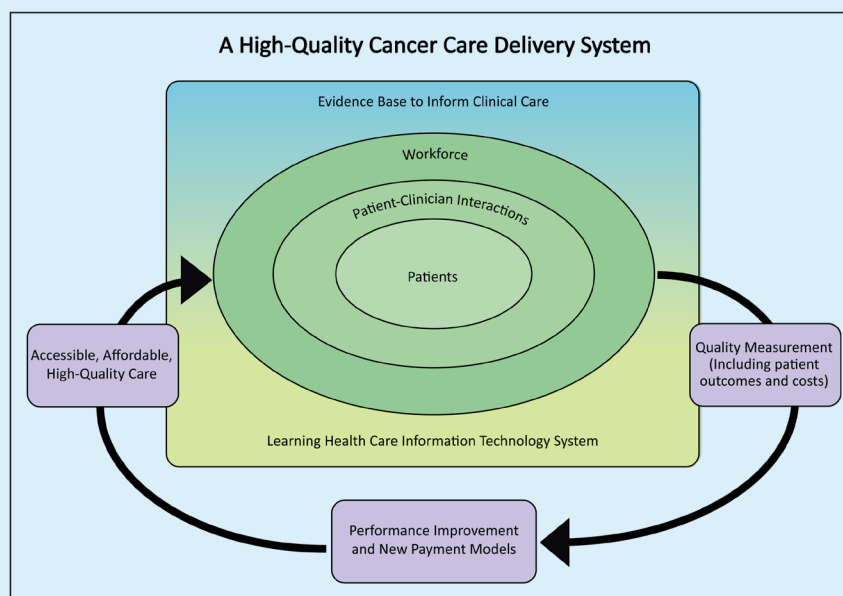 A High-Quality Cancer Care Delivery System
Evidence Base to Inform Clinical Care
Workforce
Patient-Clinician Interactions
Patients
Accessible, Affordable,
High-Quality Care
Quality Measurement
(Including patient
outcomes and costs)
Learning Health Care Information Technology System
Performance Improvement
and New Payment Models